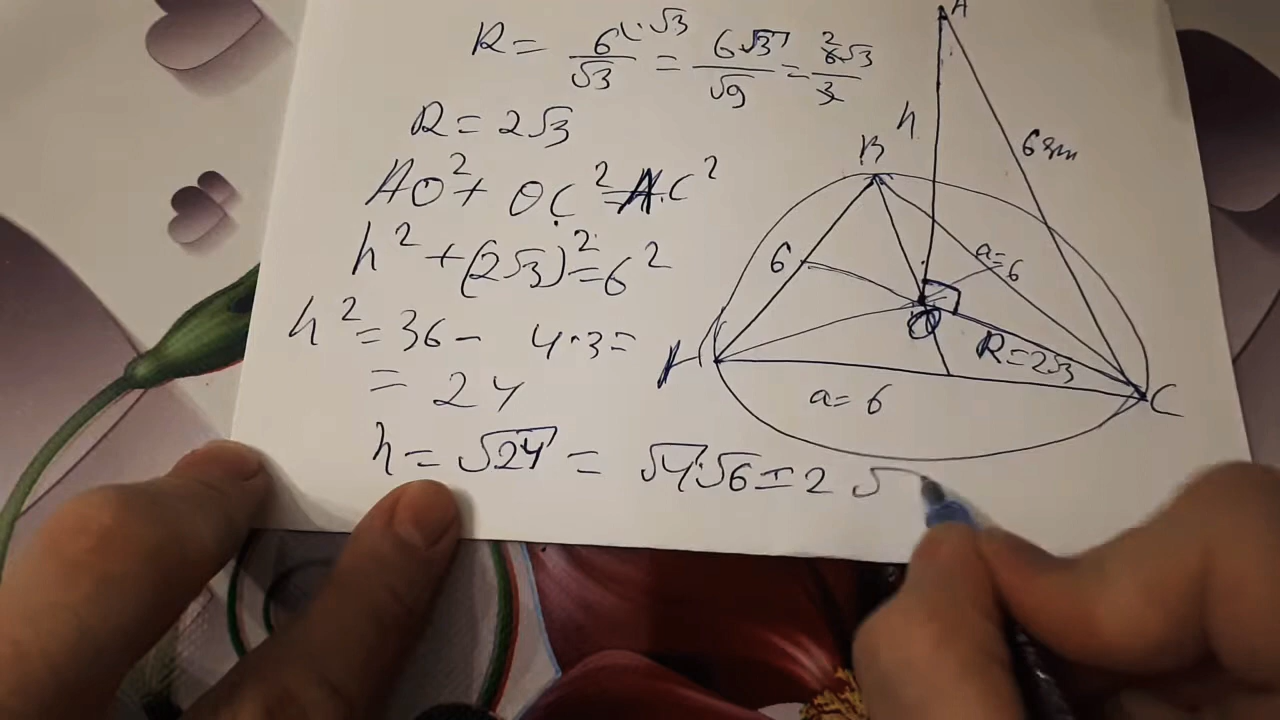 R = 6·√3/√3 = 6√3/√9 = 6√3/3 2
R = 2√3
AO² + OC² = AC²
h² + (2√3)² = 6²
h² = 36 - 4·3 =
= 24
h = √24 = √4·√6 = 2√
A
h
6
B
6
a=6
O
R=2√3
A
a=6
C